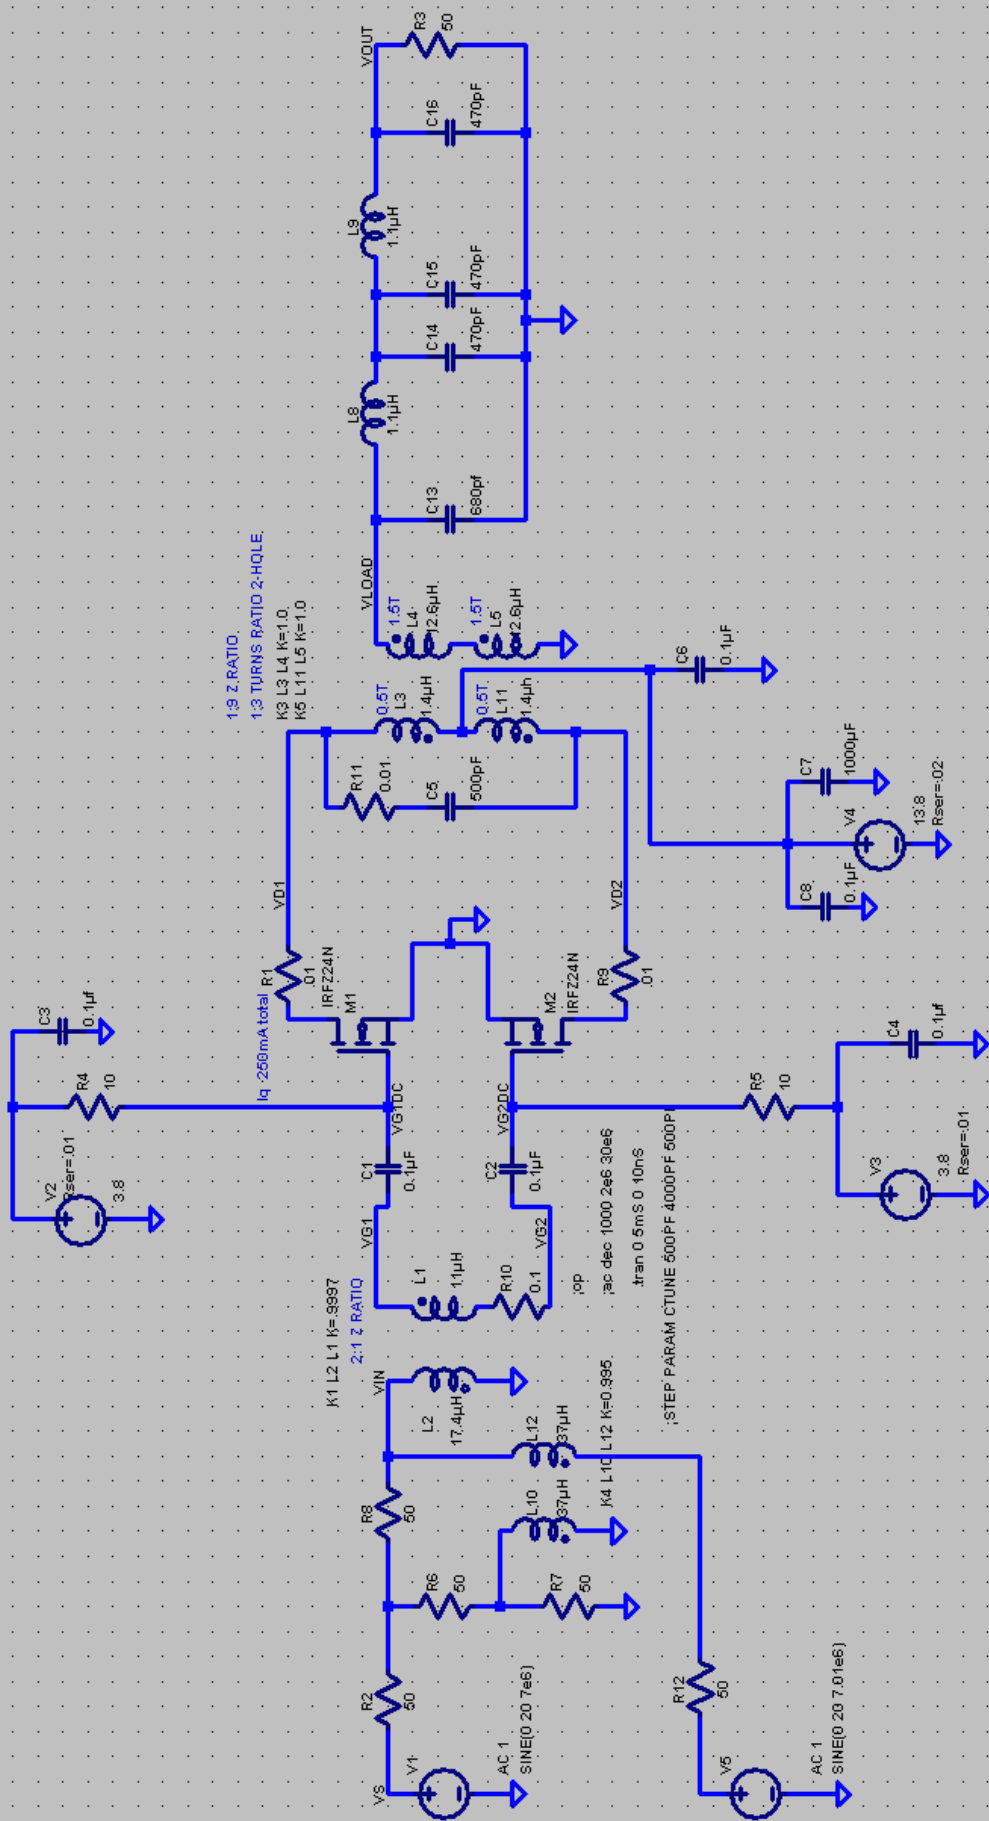 VS
V1
AC 1
SINE(0 20 7e6)
R2
50
R6
50
R7
50
R8
50
L10
37µH
L12
37µH
K4 L10 L12 K=0.995
R12
50
V5
AC 1
SINE(0 20 7.01e6)
VIN
L2
17.4µH
K1 L2 L1 K=.9997
2:1 Z RATIO
L1
11µH
R10
0.1
VG1
VG2
C1
0.1µF
C2
0.1µF
;op
;ac dec 1000 2e6 30e6
.tran 0 5mS 0 10nS
;STEP PARAM CTUNE 500PF 4000PF 500PF
V2
Rser=.01
3.8
R4
10
C3
0.1µf
VG1DC
VG2DC
R5
10
V3
3.8
Rser=.01
C4
0.1µf
Iq 250mA total
M1
IRFZ24N
M2
IRFZ24N
R1
.01
R9
.01
VD1
VD2
R11
0.01
C5
500pF
0.5T
L3
1.4µH
0.5T
L11
1.4µh
1:9 Z RATIO
1:3 TURNS RATIO 2-HOLE
K3 L3 L4 K=1.0
K5 L11 L5 K=1.0
1.5T
L4
12.6µH
1.5T
L5
12.6µH
C6
0.1µF
C7
1000µF
C8
0.1µF
V4
13.8
Rser=.02
VLOAD
C13
680pf
L8
1.1µH
C14
470pF
C15
470pF
L9
1.1µH
C16
470pF
VOUT
R3
50